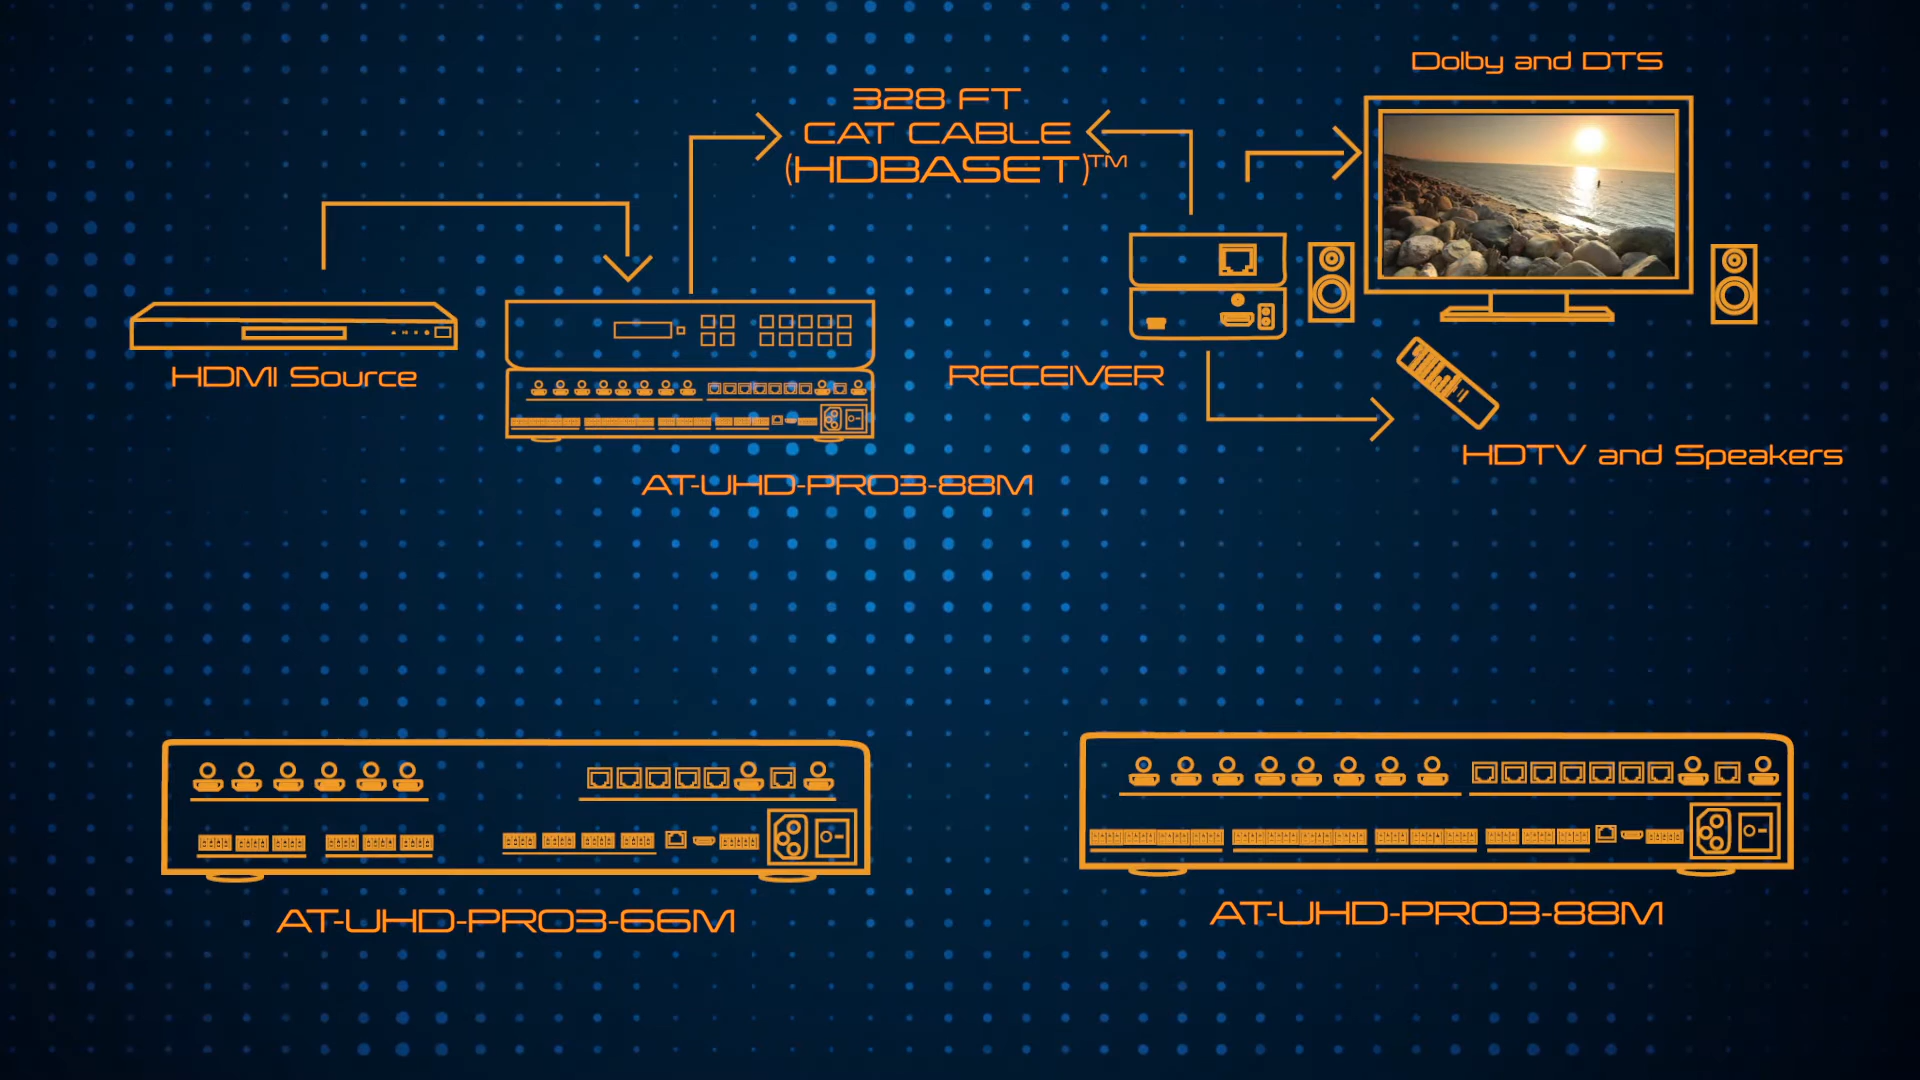 Dolby and DTS
328 FT
CAT CABLE
(HDBASET)™
HDMI Source
RECEIVER
HDTV and Speakers
AT-UHD-PRO3-88M
AT-UHD-PRO3-66M
AT-UHD-PRO3-88M